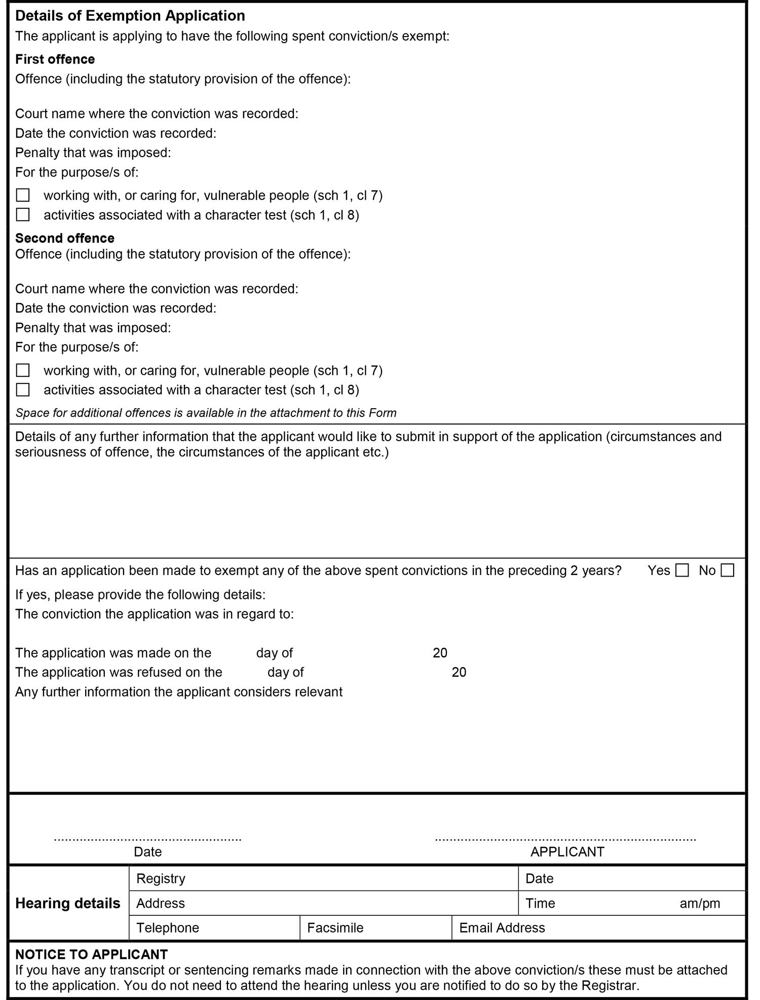 Details of Exemption Application
The applicant is applying to have the following spent conviction/s exempt:
First offence
Offence (including the statutory provision of the offence):
Court name where the conviction was recorded:
Date the conviction was recorded:
Penalty that was imposed:
For the purpose/s of:
working with, or caring for, vulnerable people (sch 1, cl 7)
activities associated with a character test (sch 1, cl 8)
Second offence
Offence (including the statutory provision of the offence):
Court name where the conviction was recorded:
Date the conviction was recorded:
Penalty that was imposed:
For the purpose/s of:
working with, or caring for, vulnerable people (sch 1, cl 7)
activities associated with a character test (sch 1, cl 8)
Space for additional offences is available in the attachment to this Form
Details of any further information that the applicant would like to submit in support of the application (circumstances and
seriousness of offence, the circumstances of the applicant etc.)
Has an application been made to exempt any of the above spent convictions in the preceding 2 years? Yes No
If yes, please provide the following details:
The conviction the application was in regard to:
The application was made on the day of 20
The application was refused on the day of 20
Any further information the applicant considers relevant
................................................... .......................................................................
Date APPLICANT
Registry Date
Hearing details Address Time am/pm
Telephone Facsimile Email Address
NOTICE TO APPLICANT
If you have any transcript or sentencing remarks made in connection with the above conviction/s these must be attached
to the application. You do not need to attend the hearing unless you are notified to do so by the Registrar.